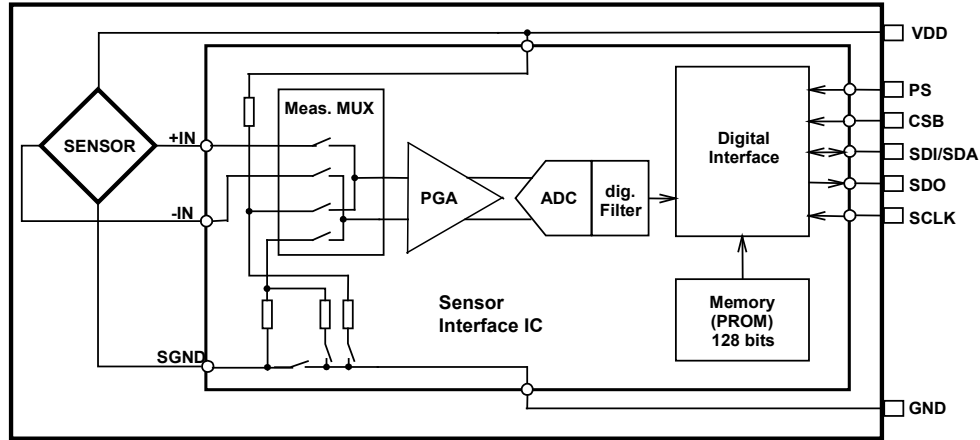 VDD
PS
Meas. MUX
CSB
+IN
SENSOR
Digital
Interface
SDI/SDA
PGA
ADC
dig.
Filter
SDO
-IN
SCLK
Sensor
Interface IC
Memory
(PROM)
128 bits
SGND
GND